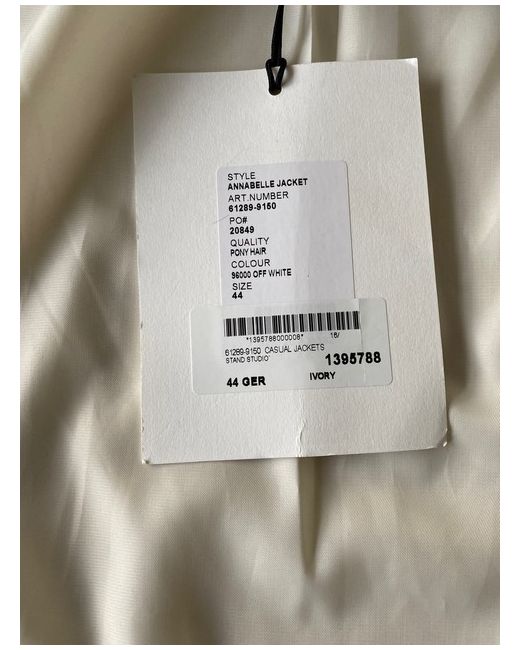 STYLE
ANNABELLE JACKET
ART.NUMBER
61289-9150
PO#
20849
QUALITY
PONY HAIR
COLOUR
96000 OFF WHITE
SIZE
44
*1395788000008* 16/
61289-9150 CASUAL JACKETS
STAND STUDIO` 1395788
44 GER IVORY